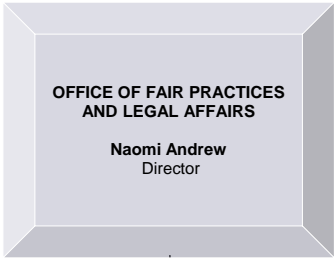 OFFICE OF FAIR PRACTICES
AND LEGAL AFFAIRS
Naomi Andrew
Director